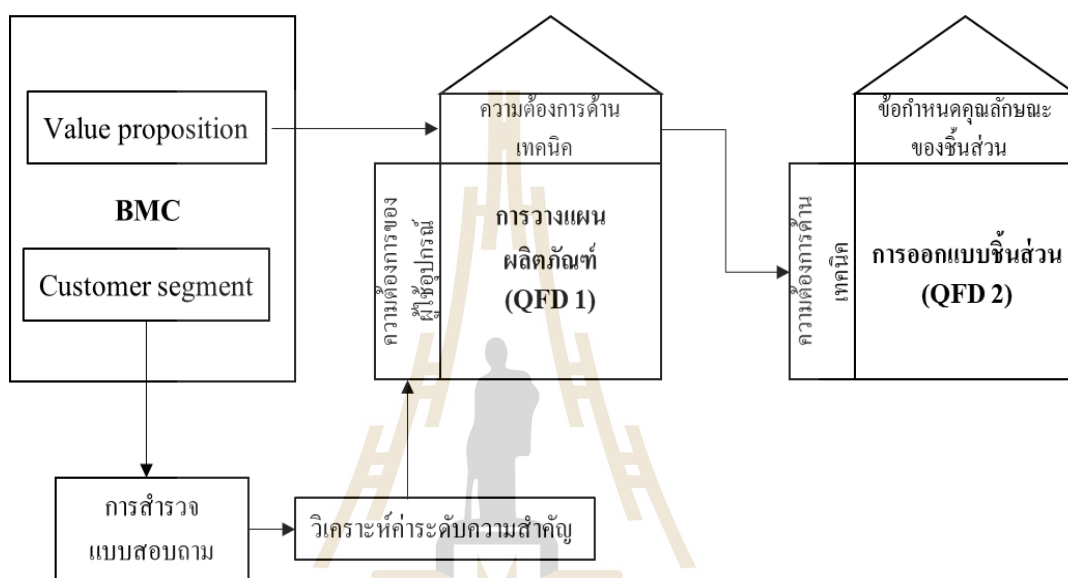 Value proposition
BMC
Customer segment
การสำรวจ
แบบสอบถาม
วิเคราะห์ค่าระดับความสำคัญ
ความต้องการด้าน
เทคนิค
ความต้องการของ
ผู้ใช้อุปกรณ์
การวางแผน
ผลิตภัณฑ์
(QFD 1)
ข้อกำหนดคุณลักษณะ
ของชิ้นส่วน
ความต้องการด้าน
เทคนิค
การออกแบบชิ้นส่วน
(QFD 2)